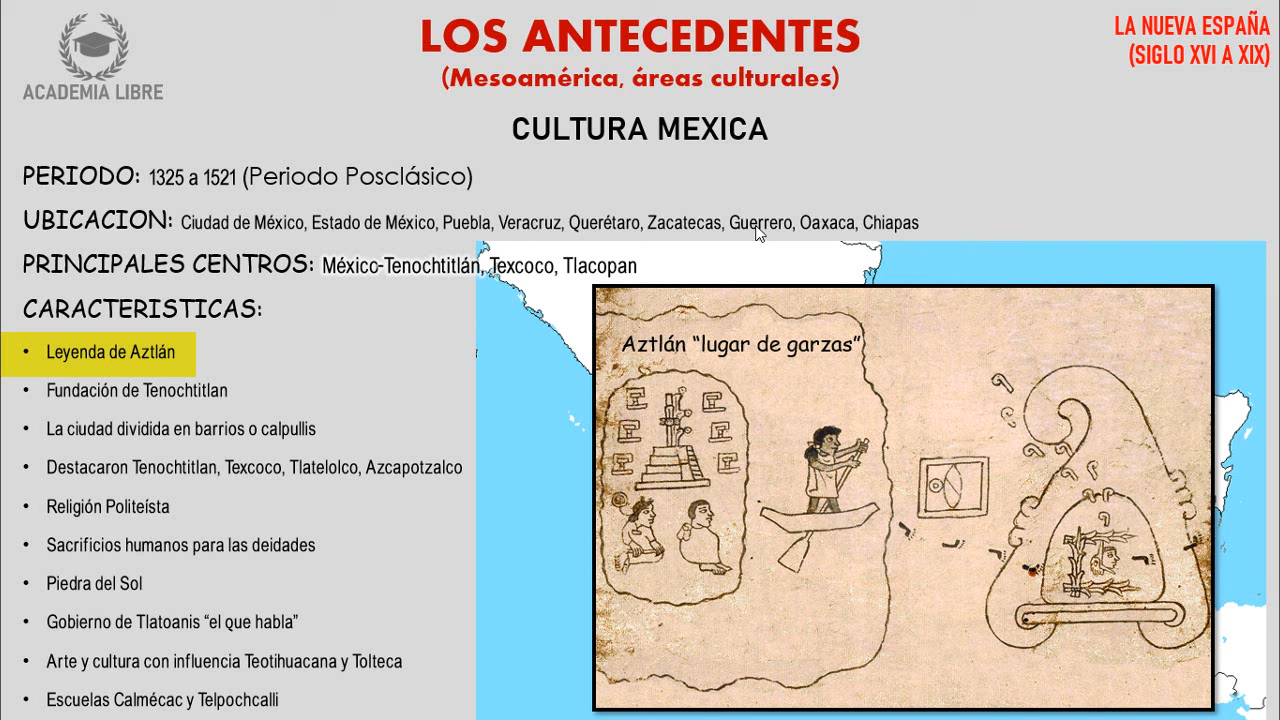 ACADEMIA LIBRE
LOS ANTECEDENTES
(Mesoamérica, áreas culturales)
LA NUEVA ESPAÑA
(SIGLO XVI A XIX)
CULTURA MEXICA
PERIODO: 1325 a 1521 (Periodo Posclásico)
UBICACION: Ciudad de México, Estado de México, Puebla, Veracruz, Querétaro, Zacatecas, Guerrero, Oaxaca, Chiapas
PRINCIPALES CENTROS: México-Tenochtitlán, Texcoco, Tlacopan
CARACTERISTICAS:
• Leyenda de Aztlán
• Fundación de Tenochtitlan
• La ciudad dividida en barrios o calpullis
• Destacaron Tenochtitlan, Texcoco, Tlatelolco, Azcapotzalco
• Religión Politeísta
• Sacrificios humanos para las deidades
• Piedra del Sol
• Gobierno de Tlatoanis “el que habla”
• Arte y cultura con influencia Teotihuacana y Tolteca
• Escuelas Calmécac y Telpochcalli
Aztlán “lugar de garzas”